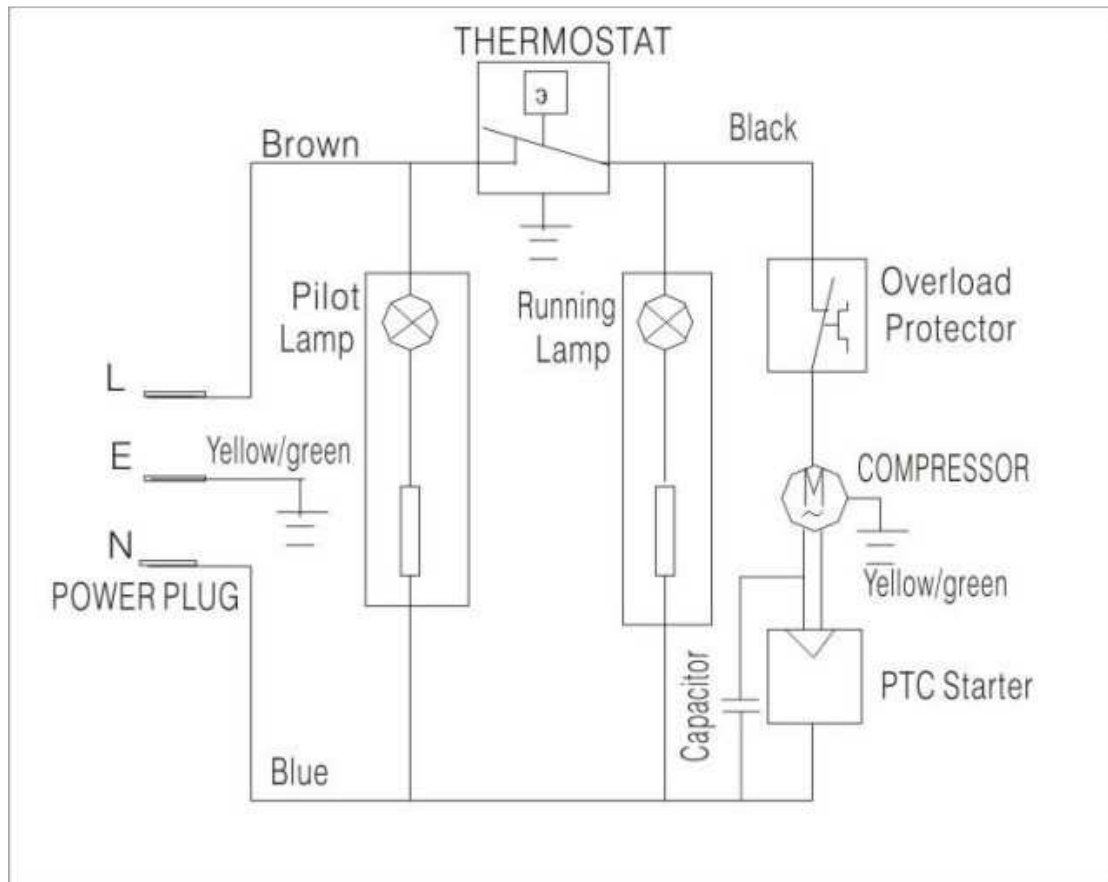 THERMOSTAT
э
Brown
Black
Pilot
Lamp
Running
Lamp
Overload
Protector
L
E
Yellow/green
N
POWER PLUG
COMPRESSOR
M
~
Yellow/green
Capacitor
PTC Starter
Blue